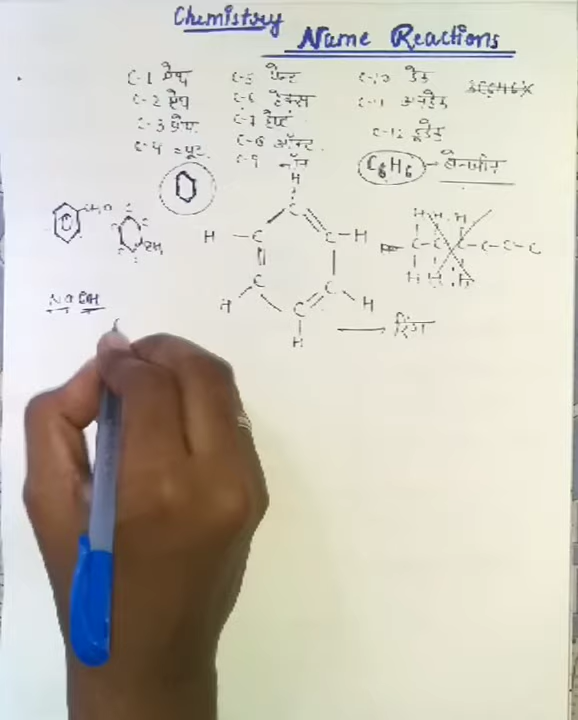 Chemistry
Name Reactions
C-1 मेथ C-5 पेन्ट C-10 डेक
C-2 ऐथ C-6 हेक्स C-11 अनडेक
C-3 प्रोप C-7 हेप्ट C-12 डूडेक
C-4 ब्यूट C-8 ऑक्ट
C-9 नॉन C6H6 बेन्जीन
H
C
H C C H
C C
H C H
H
रिंग
H H H
C C C C C C
H H H
NaOH
C